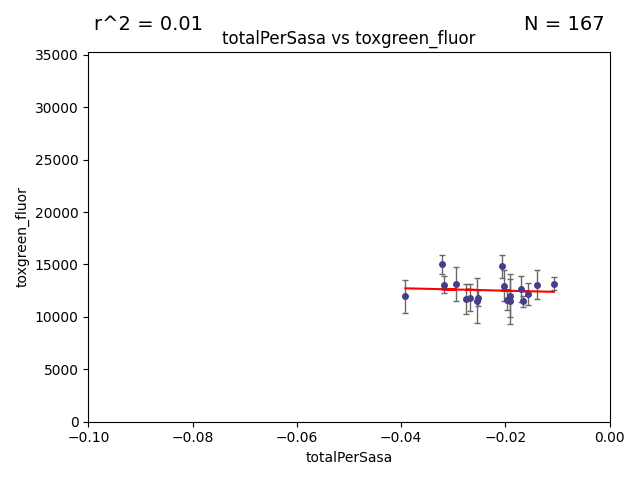 r^2 = 0.01
N = 167
totalPerSasa vs toxgreen_fluor
35000
30000
25000
20000
15000
10000
5000
0
toxgreen_fluor
−0.10
−0.08
−0.06
−0.04
−0.02
0.00
totalPerSasa